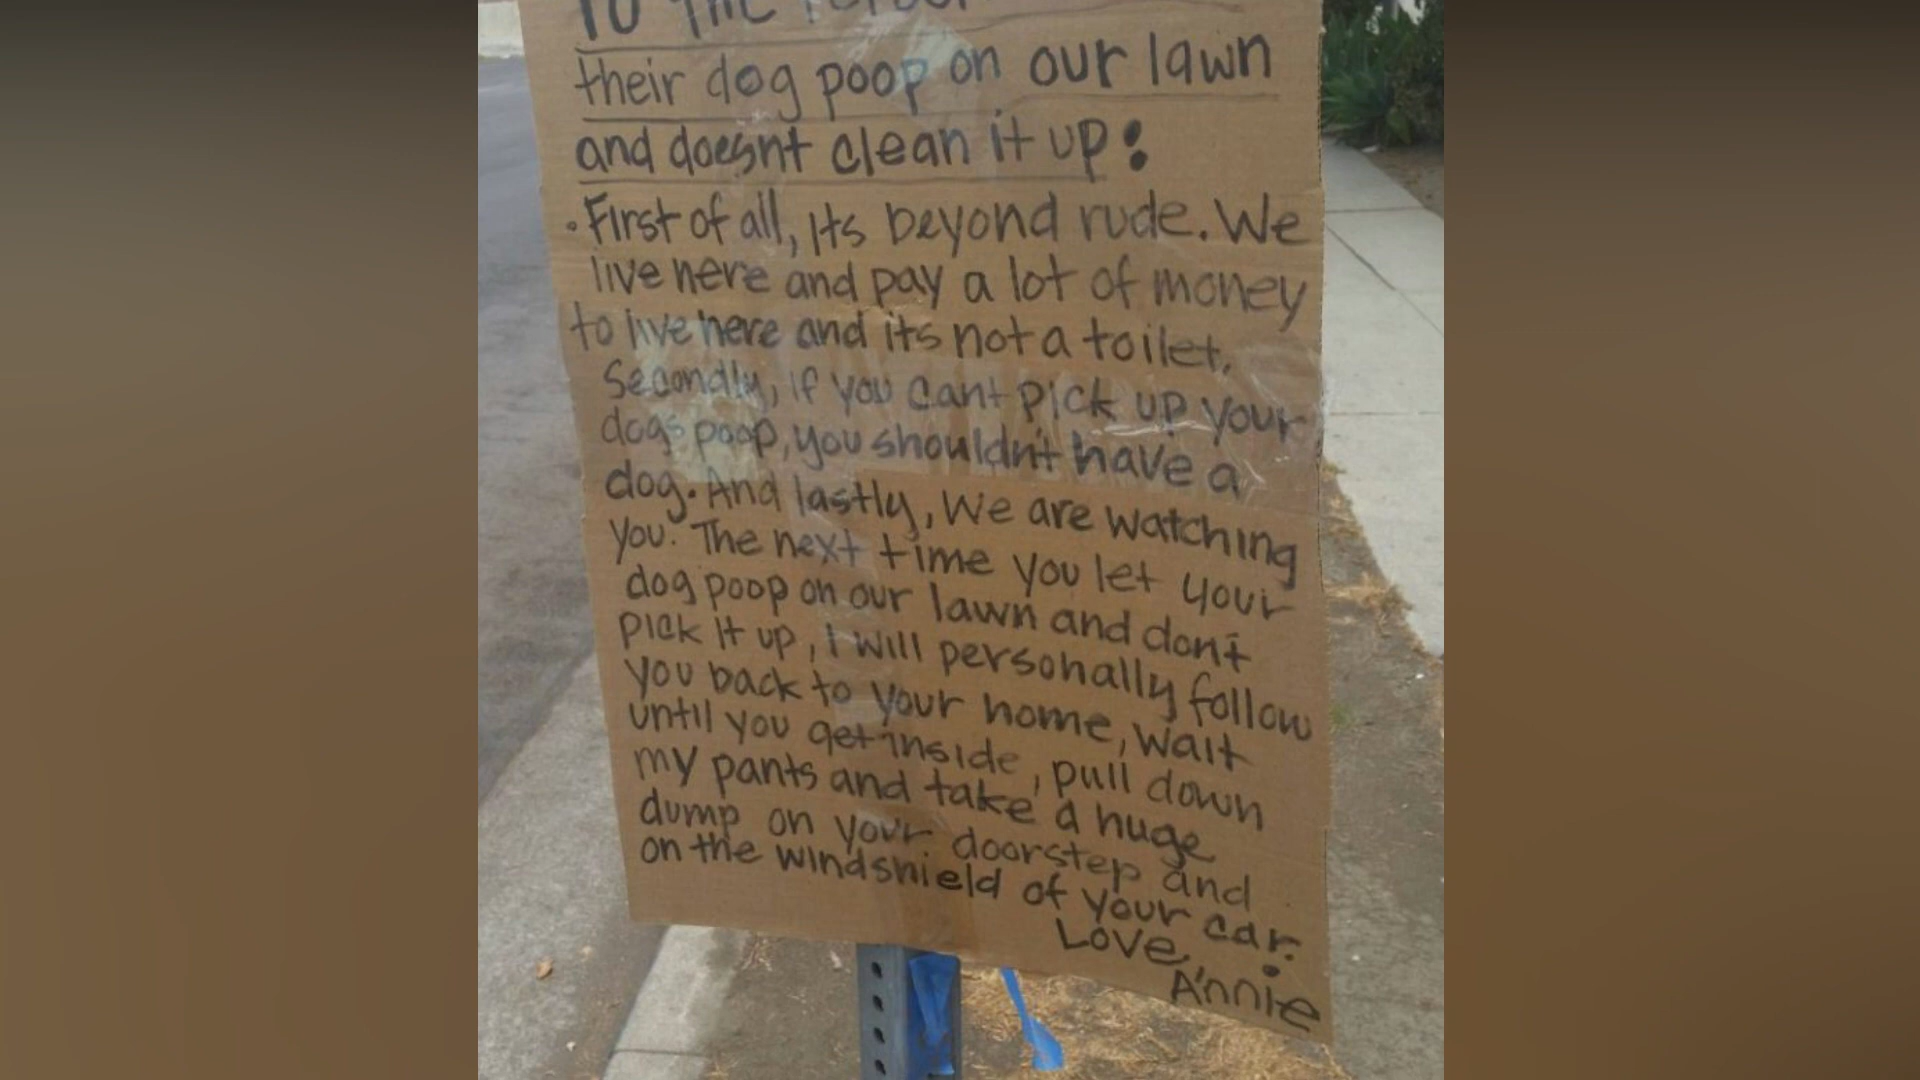 TO THE
their dog poop on our lawn
and doesnt clean it up:
• First of all, its beyond rude. We
live here and pay a lot of money
to live here and its not a toilet.
Secondly, if you cant pick up your
dogs poop, you shouldn't have a
dog. And lastly, we are watching
you. The next time you let your
dog poop on our lawn and dont
pick it up, I will personally follow
you back to your home, wait
until you get inside, pull down
my pants and take a huge
dump on your doorstep and
on the windshield of your car.
Love,
Annie